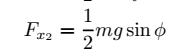 F_{x_2} = \frac{1}{2} mg \sin \phi